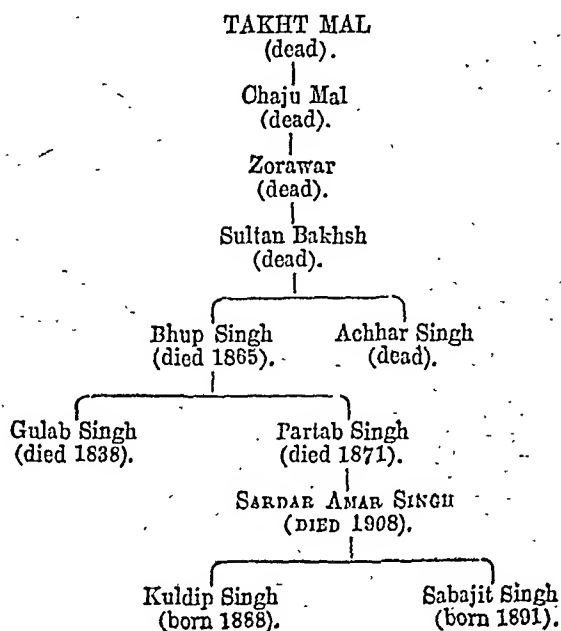 TAKHT MAL
(dead).
Chaju Mal
(dead).
Zorawar
(dead).
Sultan Bakhsh
(dead).
Bhup Singh Achhar Singh
(died 1865). (dead).
Gulab Singh Partab Singh
(died 1838). (died 1871).
SARDAR AMAR SINGH
(DIED 1908).
Kuldip Singh Sabajit Singh
(born 1888). (born 1891).